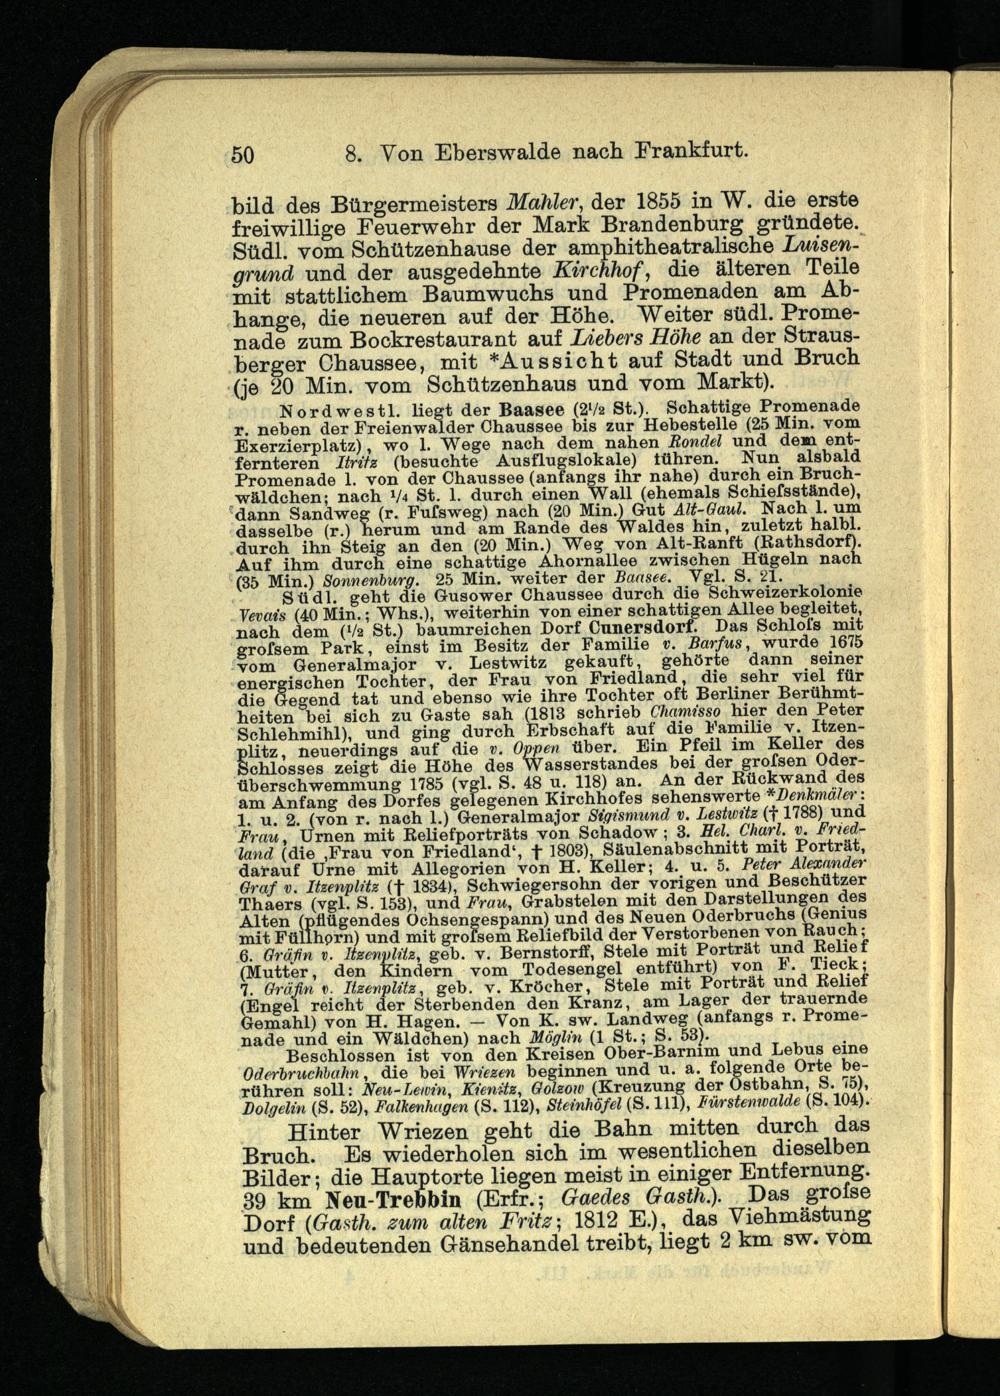 50 8. Von Eberswalde nach Frankfurt.
bild des Bürgermeisters Mahler, der 1855 in W. die erste
freiwillige Feuerwehr der Mark Brandenburg gründete.
Südl. vom Schützenhause der amphitheatralische Luisen-
grund und der ausgedehnte Kirchhof, die älteren Teile
mit stattlichem Baumwuchs und Promenaden am Ab-
hange, die neueren auf der Höhe. Weiter südl. Prome-
nade zum Bockrestaurant auf Liebers Höhe an der Straus-
berger Chaussee, mit *Aussicht auf Stadt und Bruch
(je 20 Min. vom Schützenhaus und vom Markt).
Nordwestl. liegt der Baasee (2½ St.). Schattige Promenade
r. neben der Freienwalder Chaussee bis zur Hebestelle (25 Min. vom
Exerzierplatz), wo l. Wege nach dem nahen Rondel und dem ent-
fernteren Itritz (besuchte Ausflugslokale) führen. Nun alsbald
Promenade l. von der Chaussee (anfangs ihr nahe) durch ein Bruch-
wäldchen; nach ¼ St. l. durch einen Wall (ehemals Schiefsstände),
dann Sandweg (r. Fufsweg) nach (20 Min.) Gut Alt-Gaul. Nach l. um
dasselbe (r.) herum und am Rande des Waldes hin, zuletzt halbl.
durch ihn Steig an den (20 Min.) Weg von Alt-Ranft (Rathsdorf).
Auf ihm durch eine schattige Ahornallee zwischen Hügeln nach
(35 Min.) Sonnenburg. 25 Min. weiter der Baasee. Vgl. S. 21.
Südl. geht die Gusower Chaussee durch die Schweizerkolonie
Vevais (40 Min.; Whs.), weiterhin von einer schattigen Allee begleitet,
nach dem (½ St.) baumreichen Dorf Cunersdorf. Das Schlofs mit
grofsem Park, einst im Besitz der Familie v. Barfus, wurde 1675
vom Generalmajor v. Lestwitz gekauft, gehörte dann seiner
energischen Tochter, der Frau von Friedland, die sehr viel für
die Gegend tat und ebenso wie ihre Tochter oft Berliner Berühmt-
heiten bei sich zu Gaste sah (1813 schrieb Chamisso hier den Peter
Schlehmihl), und ging durch Erbschaft auf die Familie v. Itzen-
plitz, neuerdings auf die v. Oppen über. Ein Pfeil im Keller des
Schlosses zeigt die Höhe des Wasserstandes bei der grofsen Oder-
überschwemmung 1785 (vgl. S. 48 u. 118) an. An der Rückwand des
am Anfang des Dorfes gelegenen Kirchhofes sehenswerte *Denkmäler:
1. u. 2. (von r. nach l.) Generalmajor Sigismund v. Lestwitz († 1788) und
Frau, Urnen mit Reliefporträts von Schadow; 3. Hel. Charl. v. Fried-
land (die ‚Frau von Friedland‘, † 1803), Säulenabschnitt mit Porträt,
darauf Urne mit Allegorien von H. Keller; 4. u. 5. Peter Alexander
Graf v. Itzenplitz († 1834), Schwiegersohn der vorigen und Beschützer
Thaers (vgl. S. 153), und Frau, Grabstelen mit den Darstellungen des
Alten (pflügendes Ochsengespann) und des Neuen Oderbruchs (Genius
mit Füllhorn) und mit grofsem Reliefbild der Verstorbenen von Rauch;
6. Gräfin v. Itzenplitz, geb. v. Bernstorff, Stele mit Porträt und Relief
(Mutter, den Kindern vom Todesengel entführt) von F. Tieck;
7. Gräfin v. Itzenplitz, geb. v. Kröcher, Stele mit Porträt und Relief
(Engel reicht der Sterbenden den Kranz, am Lager der trauernde
Gemahl) von H. Hagen. — Von K. sw. Landweg (anfangs r. Prome-
nade und ein Wäldchen) nach Möglin (1 St.; S. 53).
Beschlossen ist von den Kreisen Ober-Barnim und Lebus eine
Oderbruchbahn, die bei Wriezen beginnen und u. a. folgende Orte be-
rühren soll: Neu-Lewin, Kienitz, Golzow (Kreuzung der Ostbahn, S. 75),
Dolgelin (S. 52), Falkenhagen (S. 112), Steinhöfel (S. 111), Fürstenwalde (S. 104).
Hinter Wriezen geht die Bahn mitten durch das
Bruch. Es wiederholen sich im wesentlichen dieselben
Bilder; die Hauptorte liegen meist in einiger Entfernung.
39 km Neu-Trebbin (Erfr.; Gaedes Gasth.). Das grofse
Dorf (Gasth. zum alten Fritz; 1812 E.), das Viehmästung
und bedeutenden Gänsehandel treibt, liegt 2 km sw. vom